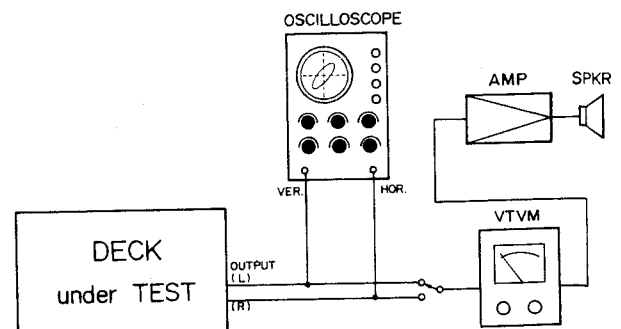 OSCILLOSCOPE
AMP
SPKR
VER.
HOR.
VTVM
DECK
under TEST
OUTPUT
(L)
(R)